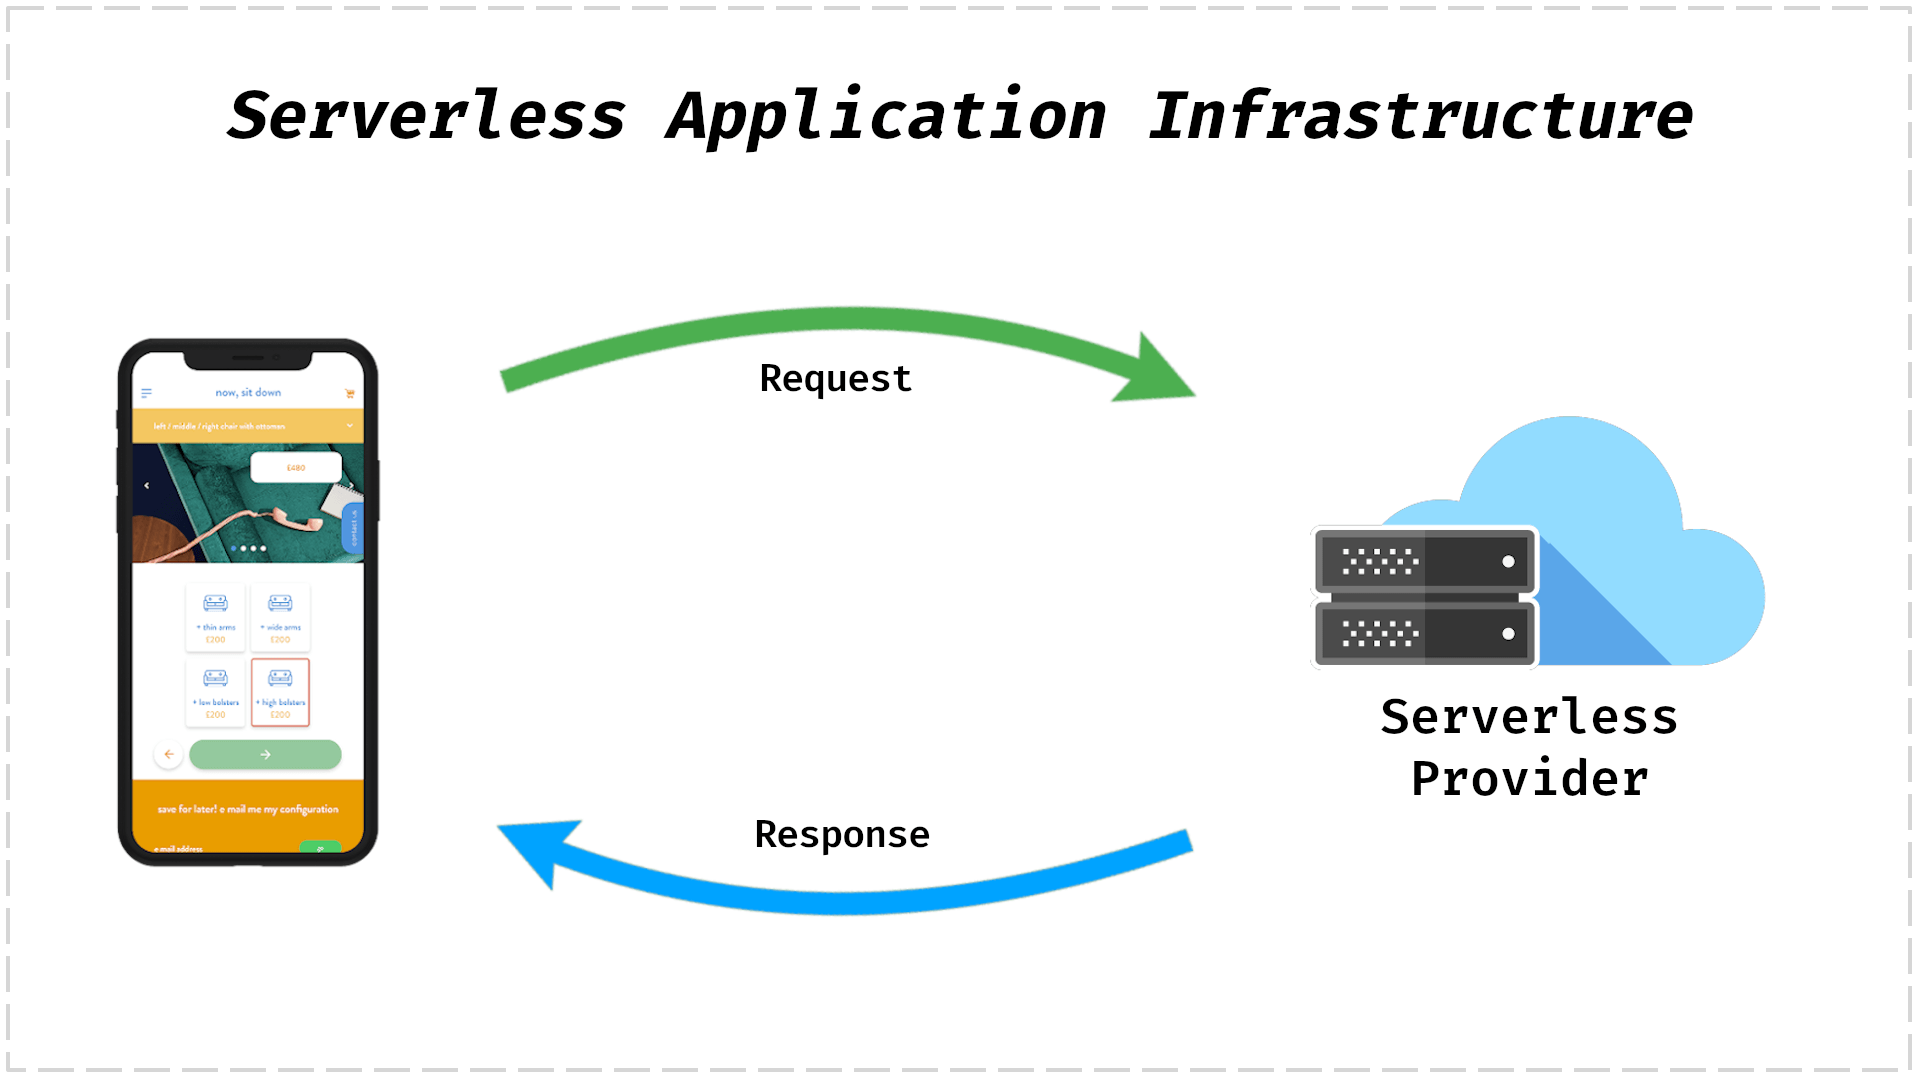 Serverless Application Infrastructure
Request
now, sit down
left / middle / right chair with ottoman
£480
contact us
+ thin arms
+ wide arms
£200
£200
+ low bolsters
+ high bolsters
£200
£200
save for later! e mail me my configuration
e mail address
go
Serverless
Provider
Response